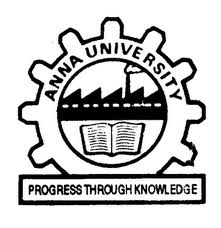 ANNA UNIVERSITY
PROGRESS THROUGH KNOWLEDGE